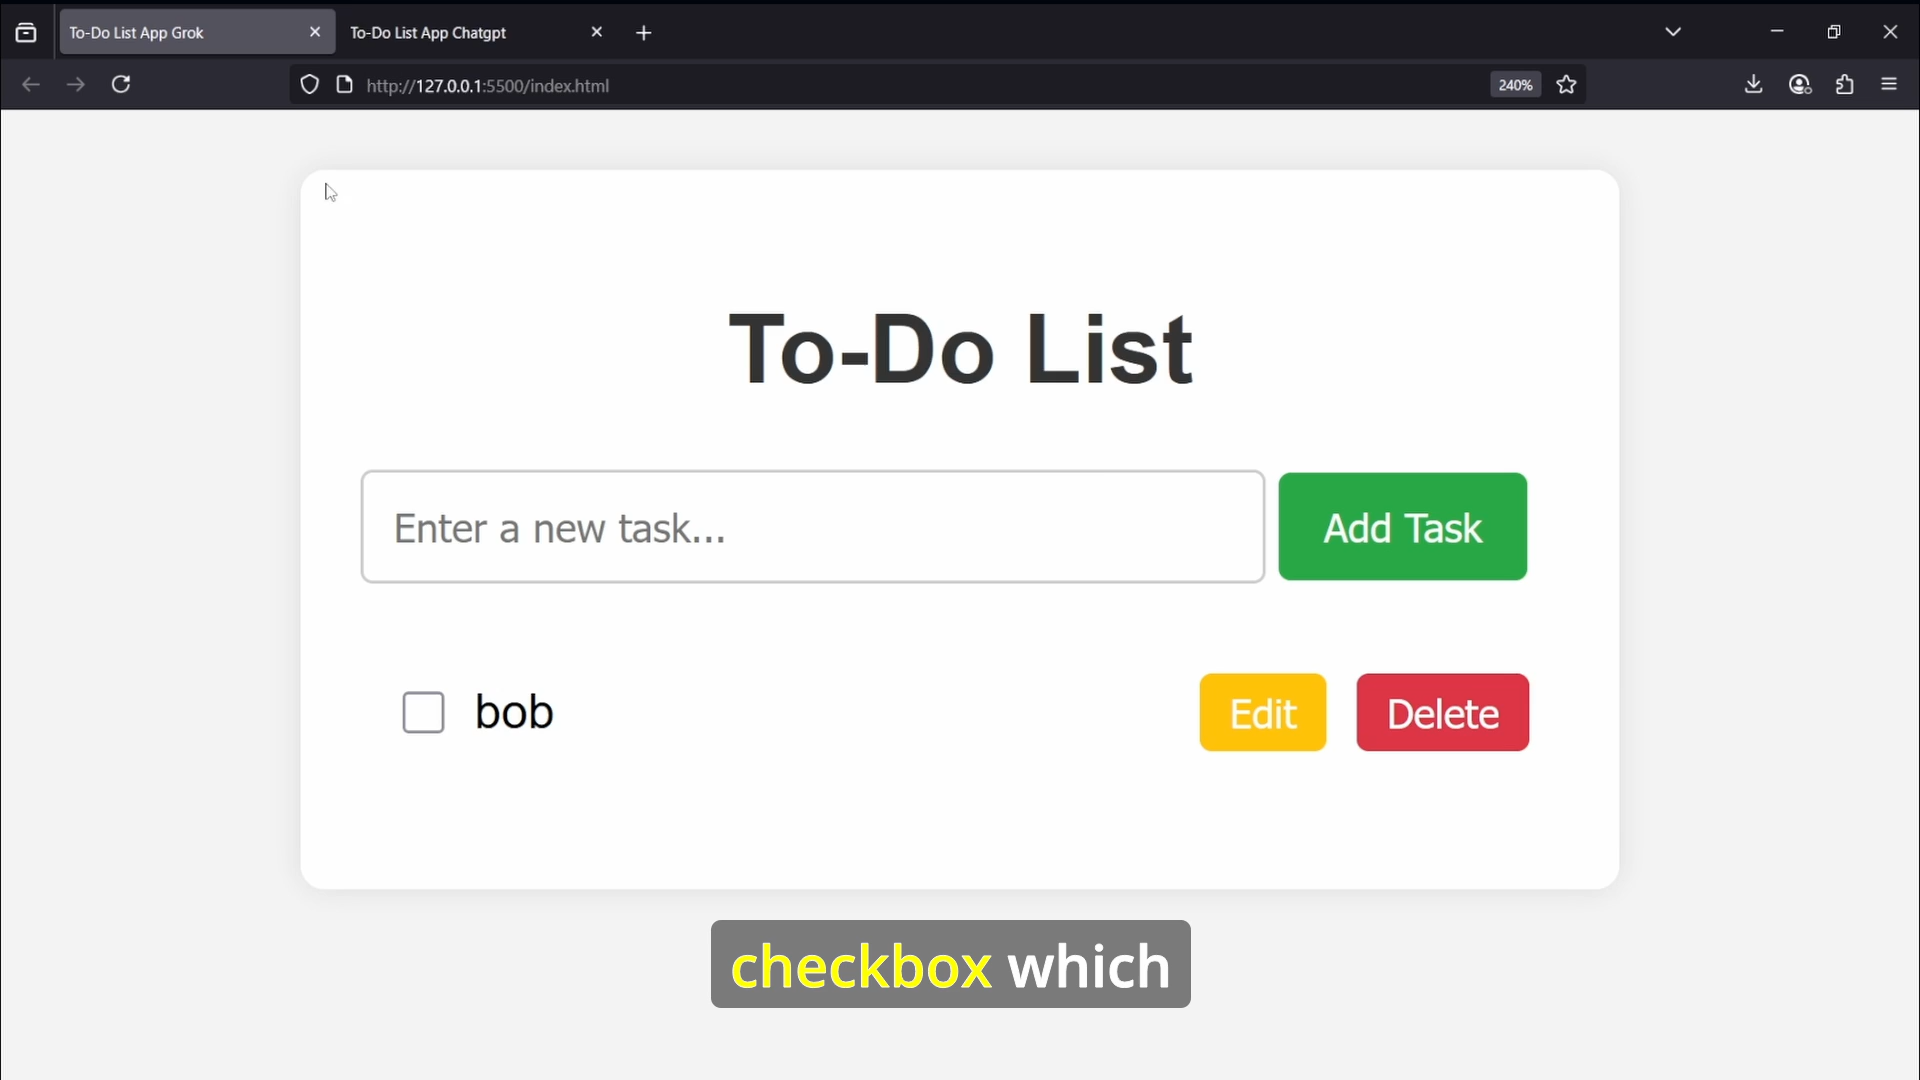 To-Do List App Grok
To-Do List App Chatgpt
http://127.0.0.1:5500/index.html
240%
To-Do List
Enter a new task...
Add Task
bob
Edit
Delete
checkbox which